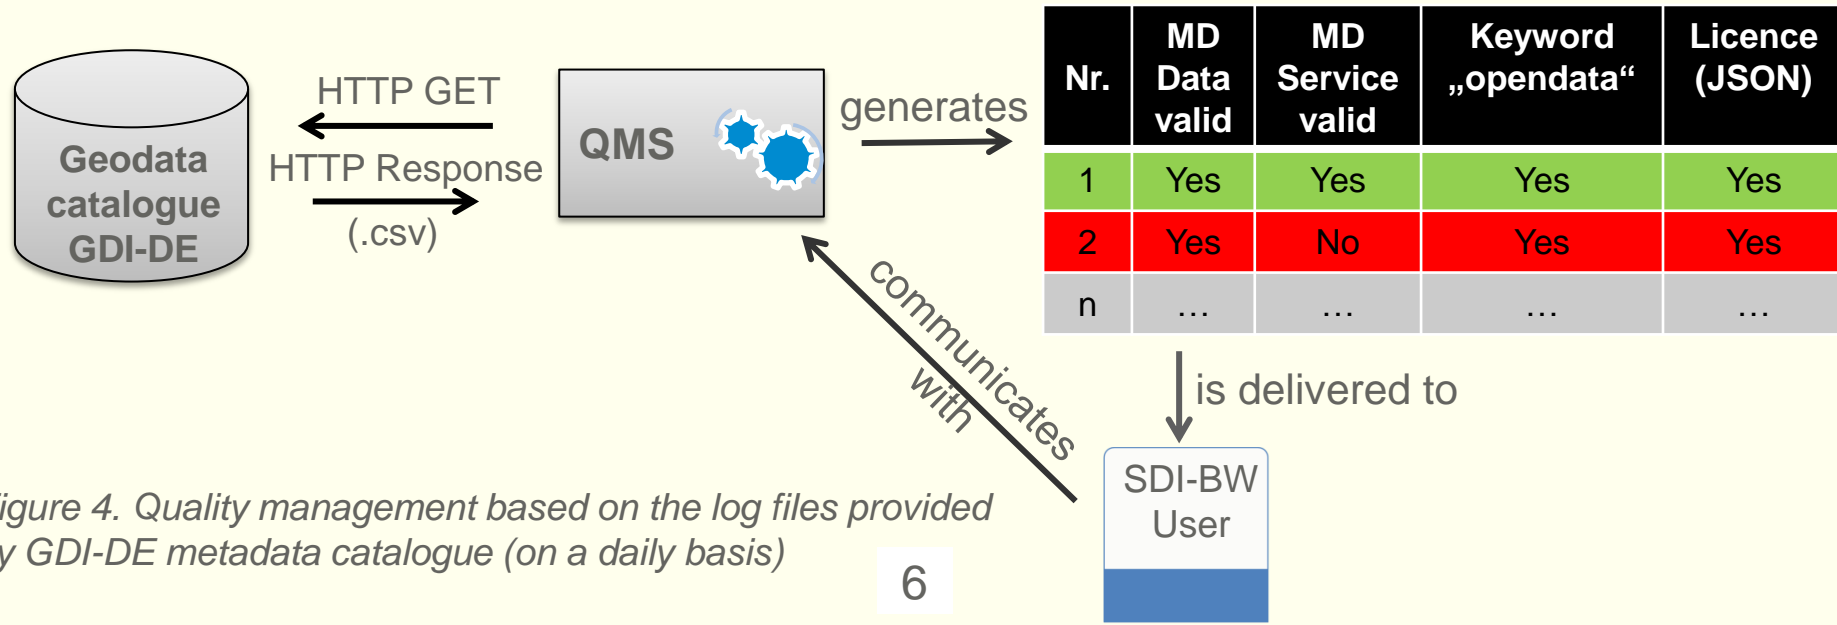 Geodata
catalogue
GDI-DE
HTTP GET
HTTP Response
(.csv)
QMS
generates
Nr.
MD
Data
valid
MD
Service
valid
Keyword
„opendata“
Licence
(JSON)
1 Yes Yes Yes Yes
2 Yes No Yes Yes
n … … … …
communicates
with
is delivered to
SDI-BW
User
igure 4. Quality management based on the log files provided
y GDI-DE metadata catalogue (on a daily basis)
6